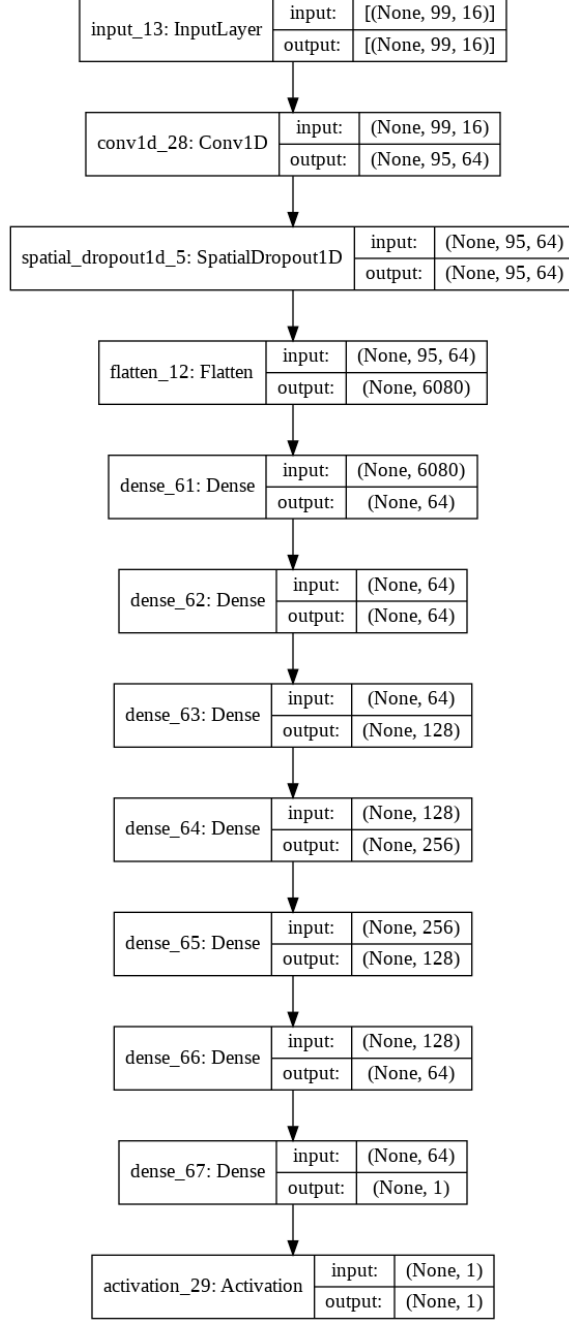 input_13: InputLayer
input: [(None, 99, 16)]
output: [(None, 99, 16)]
conv1d_28: Conv1D
input: (None, 99, 16)
output: (None, 95, 64)
spatial_dropout1d_5: SpatialDropout1D
input: (None, 95, 64)
output: (None, 95, 64)
flatten_12: Flatten
input: (None, 95, 64)
output: (None, 6080)
dense_61: Dense
input: (None, 6080)
output: (None, 64)
dense_62: Dense
input: (None, 64)
output: (None, 64)
dense_63: Dense
input: (None, 64)
output: (None, 128)
dense_64: Dense
input: (None, 128)
output: (None, 256)
dense_65: Dense
input: (None, 256)
output: (None, 128)
dense_66: Dense
input: (None, 128)
output: (None, 64)
dense_67: Dense
input: (None, 64)
output: (None, 1)
activation_29: Activation
input: (None, 1)
output: (None, 1)